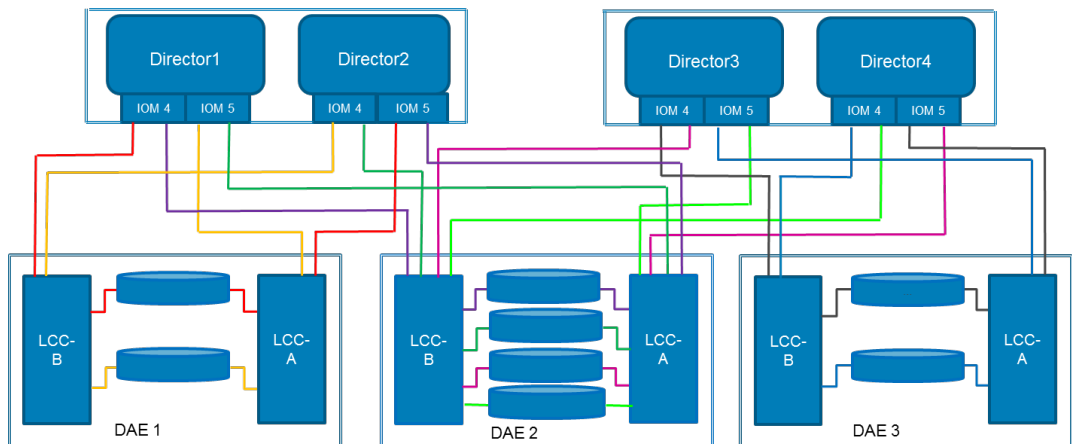 Director1
Director2
Director3
Director4
IOM 4
IOM 5
IOM 4
IOM 5
IOM 4
IOM 5
IOM 4
IOM 5
LCC-
B
LCC-
A
LCC-
B
LCC-
A
LCC-
B
LCC-
A
DAE 1
DAE 2
DAE 3